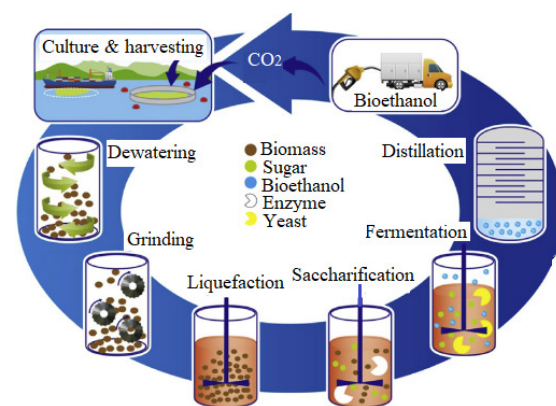 Culture & harvesting
CO2
Bioethanol
Dewatering
Biomass
Sugar
Bioethanol
Enzyme
Yeast
Distillation
Grinding
Fermentation
Liquefaction
Saccharification